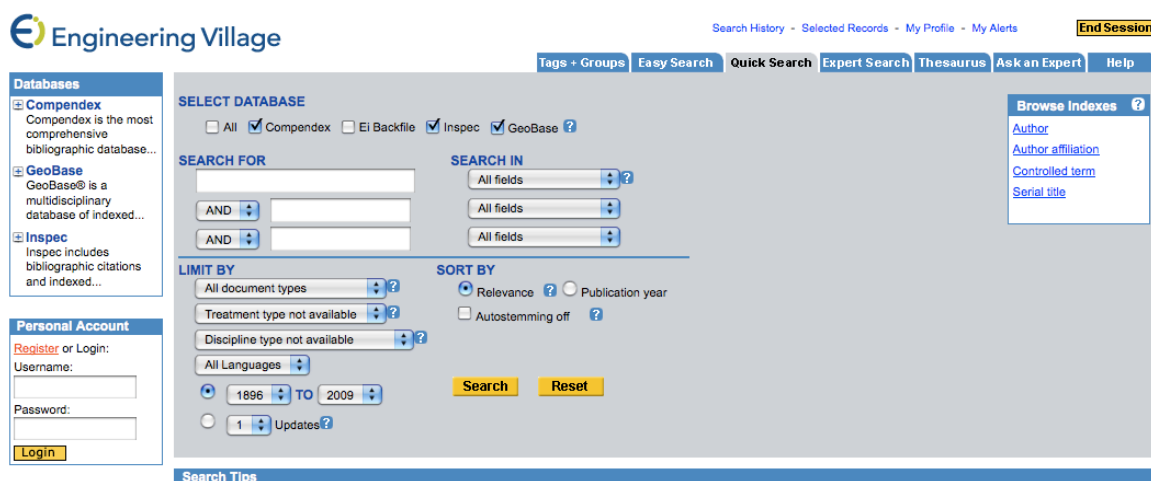 Engineering Village
Search History - Selected Records - My Profile - My Alerts
End Session
Tags + Groups Easy Search Quick Search Expert Search Thesaurus Ask an Expert Help
Databases
Compendex
Compendex is the most
comprehensive
bibliographic database...
GeoBase
GeoBase® is a
multidisciplinary
database of indexed...
Inspec
Inspec includes
bibliographic citations
and indexed...
Personal Account
Register or Login:
Username:
Password:
Login
SELECT DATABASE
All Compendex Ei Backfile Inspec GeoBase ?
SEARCH FOR
SEARCH IN
All fields ?
AND
All fields
AND
All fields
LIMIT BY
All document types ?
Treatment type not available ?
Discipline type not available ?
All Languages
1896 TO 2009
1 Updates ?
SORT BY
Relevance ? Publication year
Autostemming off ?
Search Reset
Browse Indexes ?
Author
Author affiliation
Controlled term
Serial title
Search Tips